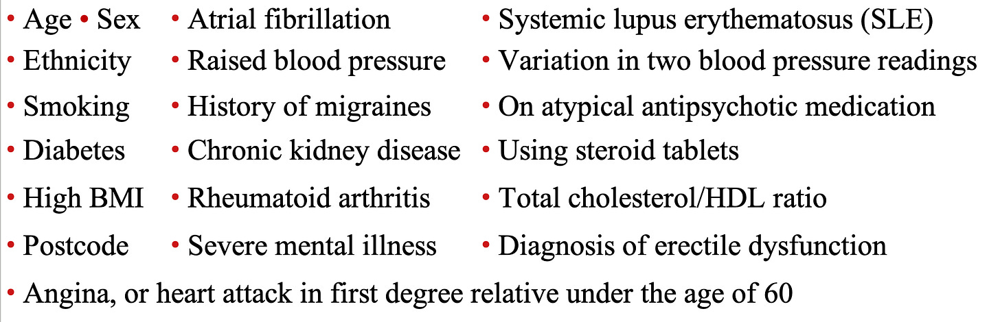 • Age • Sex • Atrial fibrillation • Systemic lupus erythematosus (SLE)
• Ethnicity • Raised blood pressure • Variation in two blood pressure readings
• Smoking • History of migraines • On atypical antipsychotic medication
• Diabetes • Chronic kidney disease • Using steroid tablets
• High BMI • Rheumatoid arthritis • Total cholesterol/HDL ratio
• Postcode • Severe mental illness • Diagnosis of erectile dysfunction
• Angina, or heart attack in first degree relative under the age of 60